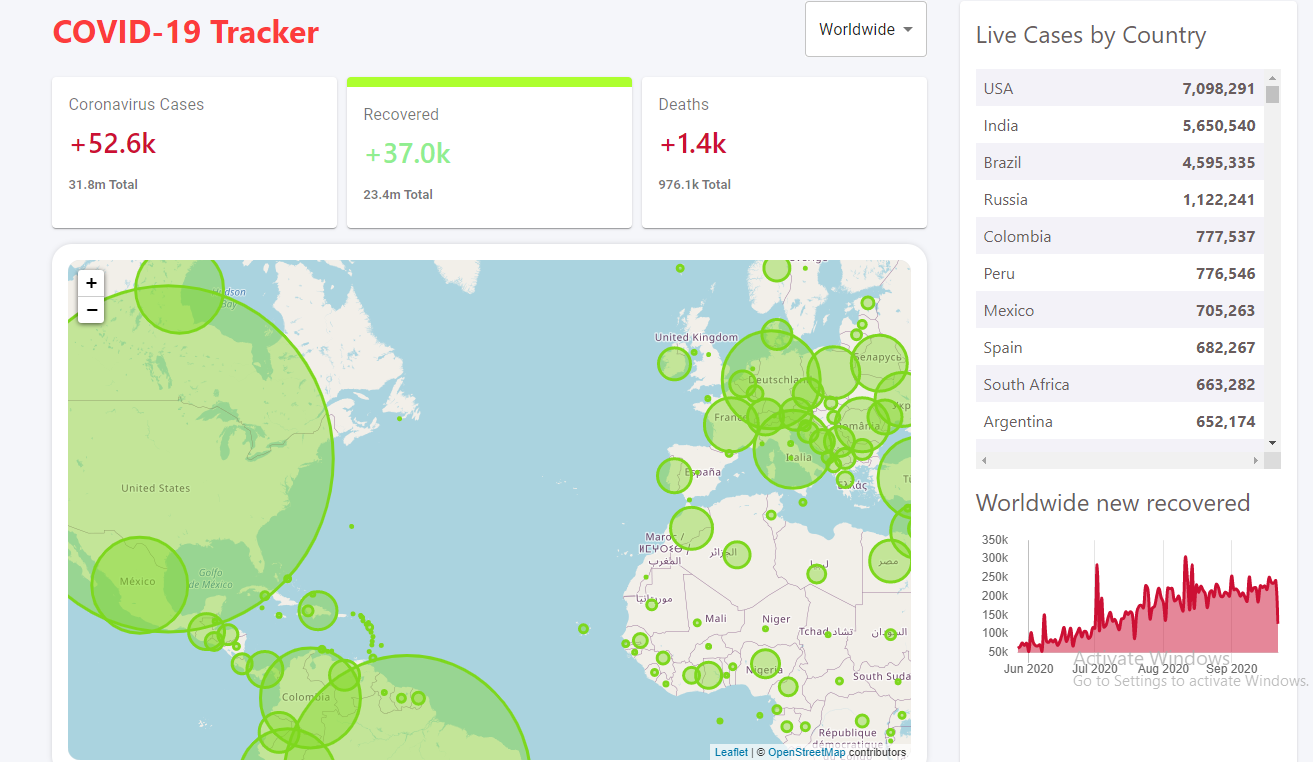 COVID-19 Tracker
Worldwide
Coronavirus Cases
+52.6k
31.8m Total
Recovered
+37.0k
23.4m Total
Deaths
+1.4k
976.1k Total
+
−
Hudson
Bay
United States
México
Golfo
de México
Colombia
United Kingdom
Deutschland
Беларусь
France
România
Italia
España
Ελλάς
Maroc /
ⵍⵎⵖⵔⵉⴱ /
المغرب
الجزائر
ليبيا
مصر
موريتانيا
Mali
Niger
Tchad تشاد
السودان
Nigeria
South Suda
République
démocratique
Leaflet | © OpenStreetMap contributors
Live Cases by Country
USA 7,098,291
India 5,650,540
Brazil 4,595,335
Russia 1,122,241
Colombia 777,537
Peru 776,546
Mexico 705,263
Spain 682,267
South Africa 663,282
Argentina 652,174
Worldwide new recovered
350k
300k
250k
200k
150k
100k
50k
Jun 2020 Jul 2020 Aug 2020 Sep 2020
Activate Windows
Go to Settings to activate Windows.